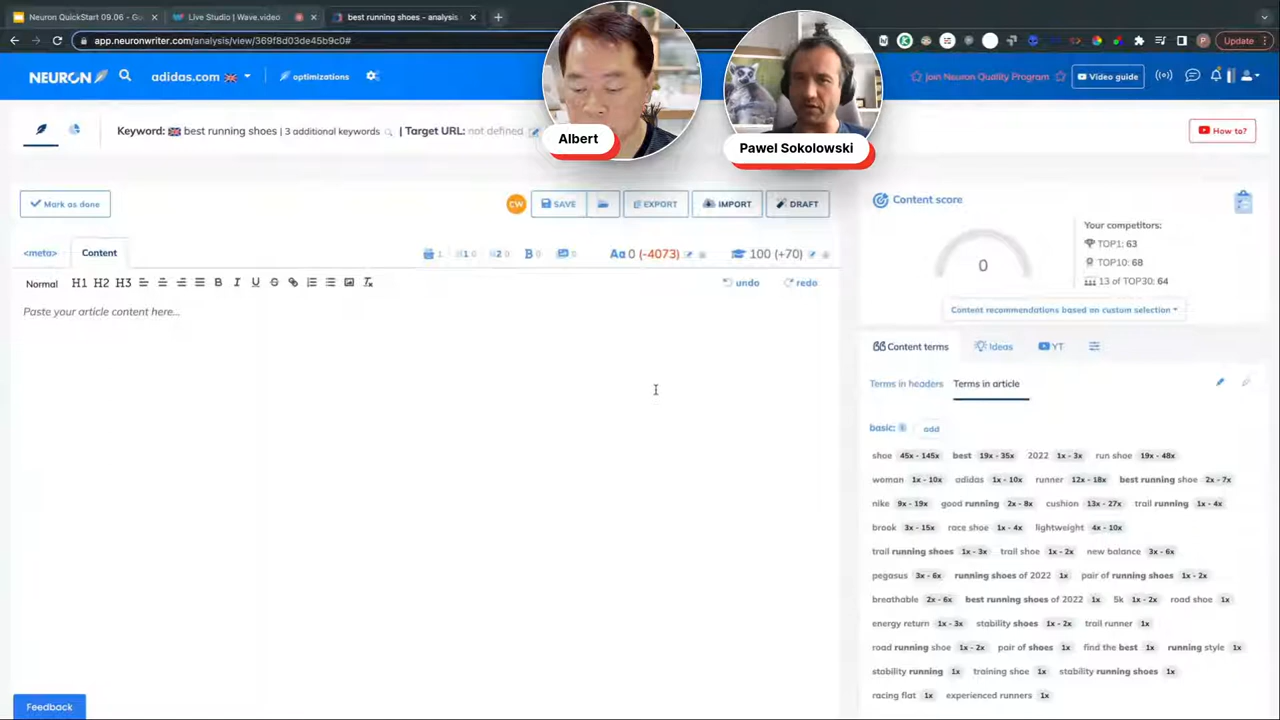 Neuron QuickStart 09.06 - Gu
Live Studio | Wave.video
best running shoes - analysis
app.neuronwriter.com/analysis/view/369f8d03de45b9c0#
Update
NEURON
adidas.com
optimizations
Join Neuron Quality Program
Video guide
Albert
Pawel Sokolowski
Keyword: best running shoes | 3 additional keywords | Target URL: not defined
How to?
Mark as done
CW
SAVE
EXPORT
IMPORT
DRAFT
Content score
0
Your competitors:
TOP1: 63
TOP10: 68
13 of TOP30: 64
Content recommendations based on custom selection
<meta>
Content
1 H1 0 H2 0 B 0 0 Aa 0 (-4073) 100 (+70)
Normal H1 H2 H3 B I U S undo redo
Paste your article content here...
Content terms
Ideas
YT
Terms in headers
Terms in article
basic: add
shoe 45x - 145x best 19x - 35x 2022 1x - 3x run shoe 19x - 48x
woman 1x - 10x adidas 1x - 10x runner 12x - 18x best running shoe 2x - 7x
nike 9x - 19x good running 2x - 8x cushion 13x - 27x trail running 1x - 4x
brook 3x - 15x race shoe 1x - 4x lightweight 4x - 10x
trail running shoes 1x - 3x trail shoe 1x - 2x new balance 3x - 6x
pegasus 3x - 6x running shoes of 2022 1x pair of running shoes 1x - 2x
breathable 2x - 6x best running shoes of 2022 1x 5k 1x - 2x road shoe 1x
energy return 1x - 3x stability shoes 1x - 2x trail runner 1x
road running shoe 1x - 2x pair of shoes 1x find the best 1x running style 1x
stability running 1x training shoe 1x stability running shoes 1x
racing flat 1x experienced runners 1x
Feedback